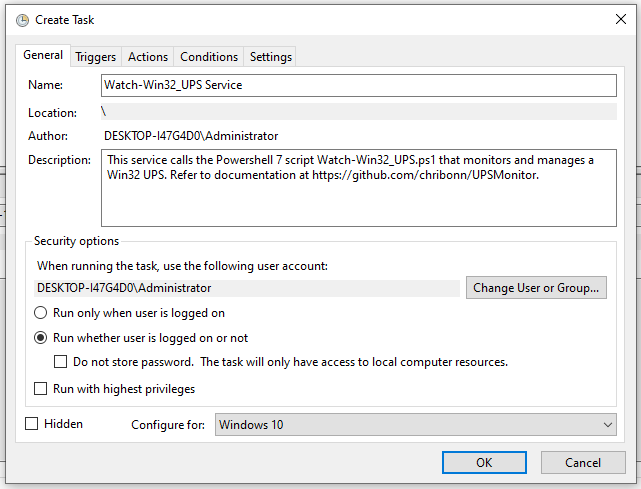 Create Task
General Triggers Actions Conditions Settings
Name: Watch-Win32_UPS Service
Location: \
Author: DESKTOP-I47G4D0\Administrator
Description: This service calls the Powershell 7 script Watch-Win32_UPS.ps1 that monitors and manages a
Win32 UPS. Refer to documentation at https://github.com/chribonn/UPSMonitor.
Security options
When running the task, use the following user account:
DESKTOP-I47G4D0\Administrator Change User or Group...
Run only when user is logged on
Run whether user is logged on or not
Do not store password. The task will only have access to local computer resources.
Run with highest privileges
Hidden Configure for: Windows 10
OK Cancel